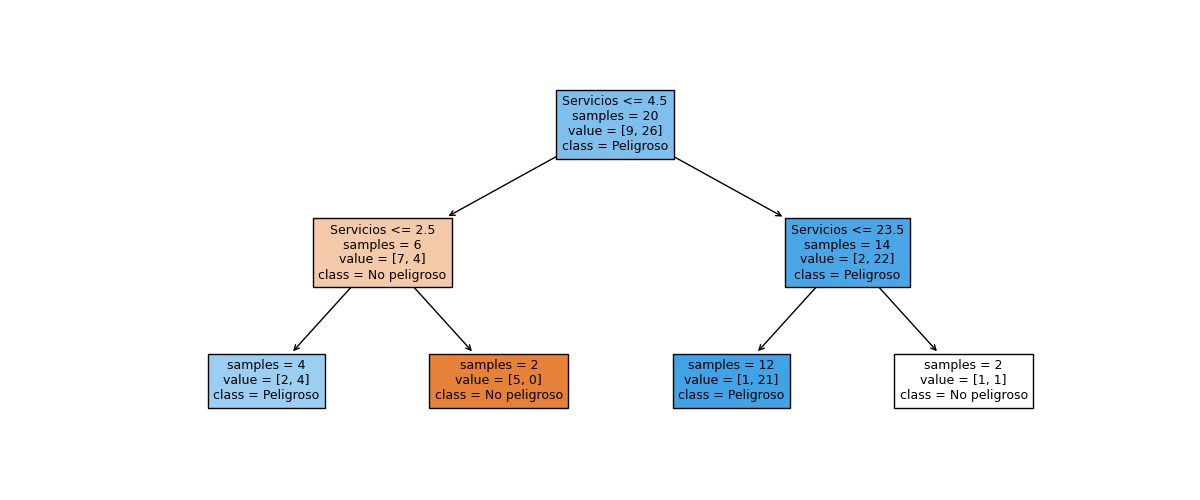 Servicios <= 4.5
samples = 20
value = [9, 26]
class = Peligroso
Servicios <= 2.5
samples = 6
value = [7, 4]
class = No peligroso
Servicios <= 23.5
samples = 14
value = [2, 22]
class = Peligroso
samples = 4
value = [2, 4]
class = Peligroso
samples = 2
value = [5, 0]
class = No peligroso
samples = 12
value = [1, 21]
class = Peligroso
samples = 2
value = [1, 1]
class = No peligroso